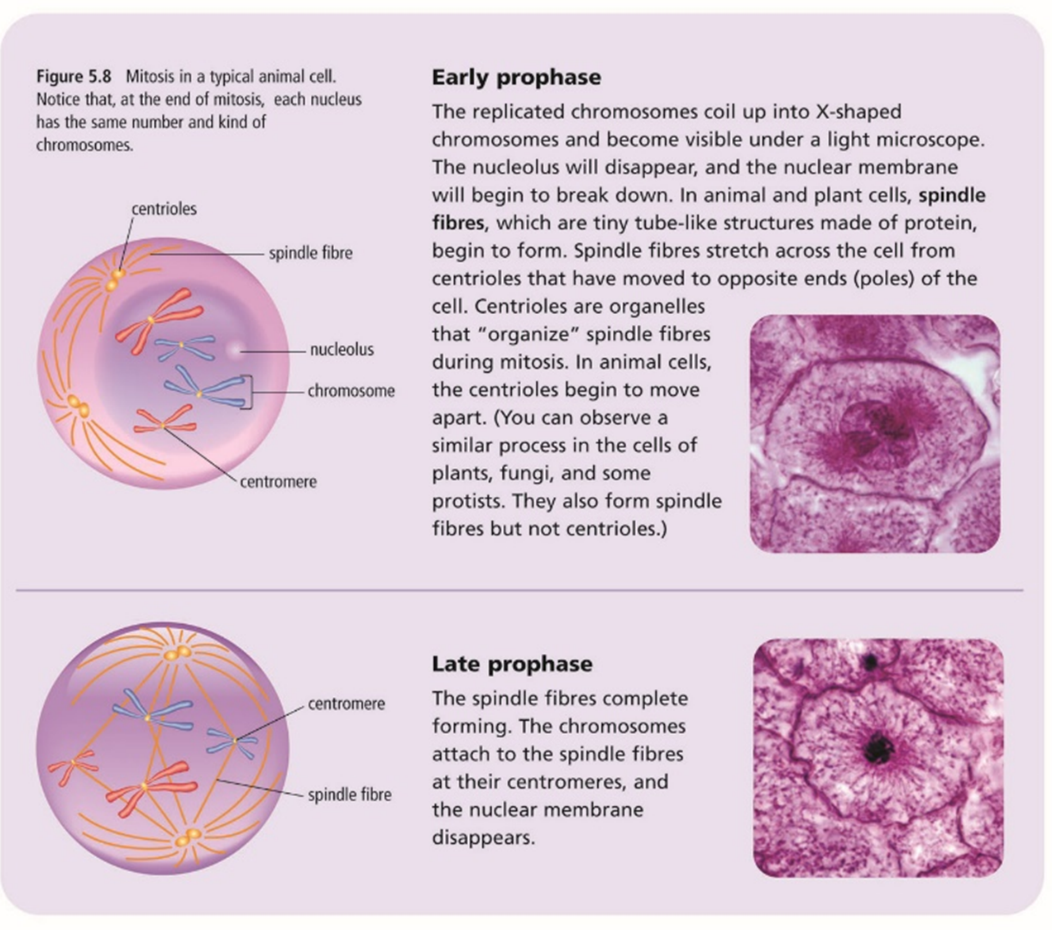 Figure 5.8 Mitosis in a typical animal cell.
Notice that, at the end of mitosis, each nucleus
has the same number and kind of
chromosomes.
centrioles
spindle fibre
nucleolus
chromosome
centromere
Early prophase
The replicated chromosomes coil up into X-shaped
chromosomes and become visible under a light microscope.
The nucleolus will disappear, and the nuclear membrane
will begin to break down. In animal and plant cells, spindle
fibres, which are tiny tube-like structures made of protein,
begin to form. Spindle fibres stretch across the cell from
centrioles that have moved to opposite ends (poles) of the
cell. Centrioles are organelles
that “organize” spindle fibres
during mitosis. In animal cells,
the centrioles begin to move
apart. (You can observe a
similar process in the cells of
plants, fungi, and some
protists. They also form spindle
fibres but not centrioles.)
centromere
spindle fibre
Late prophase
The spindle fibres complete
forming. The chromosomes
attach to the spindle fibres
at their centromeres, and
the nuclear membrane
disappears.